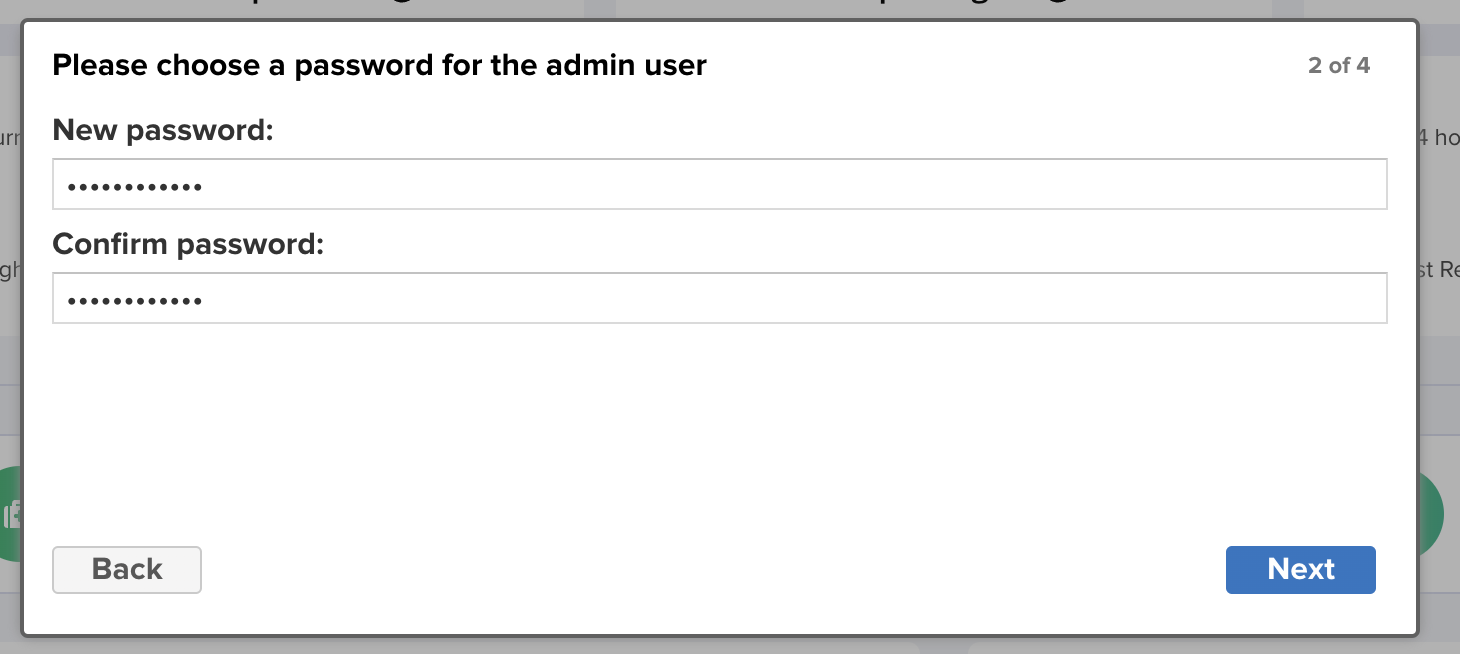 Please choose a password for the admin user
2 of 4
New password:
••••••••••••
Confirm password:
••••••••••••
Back
Next